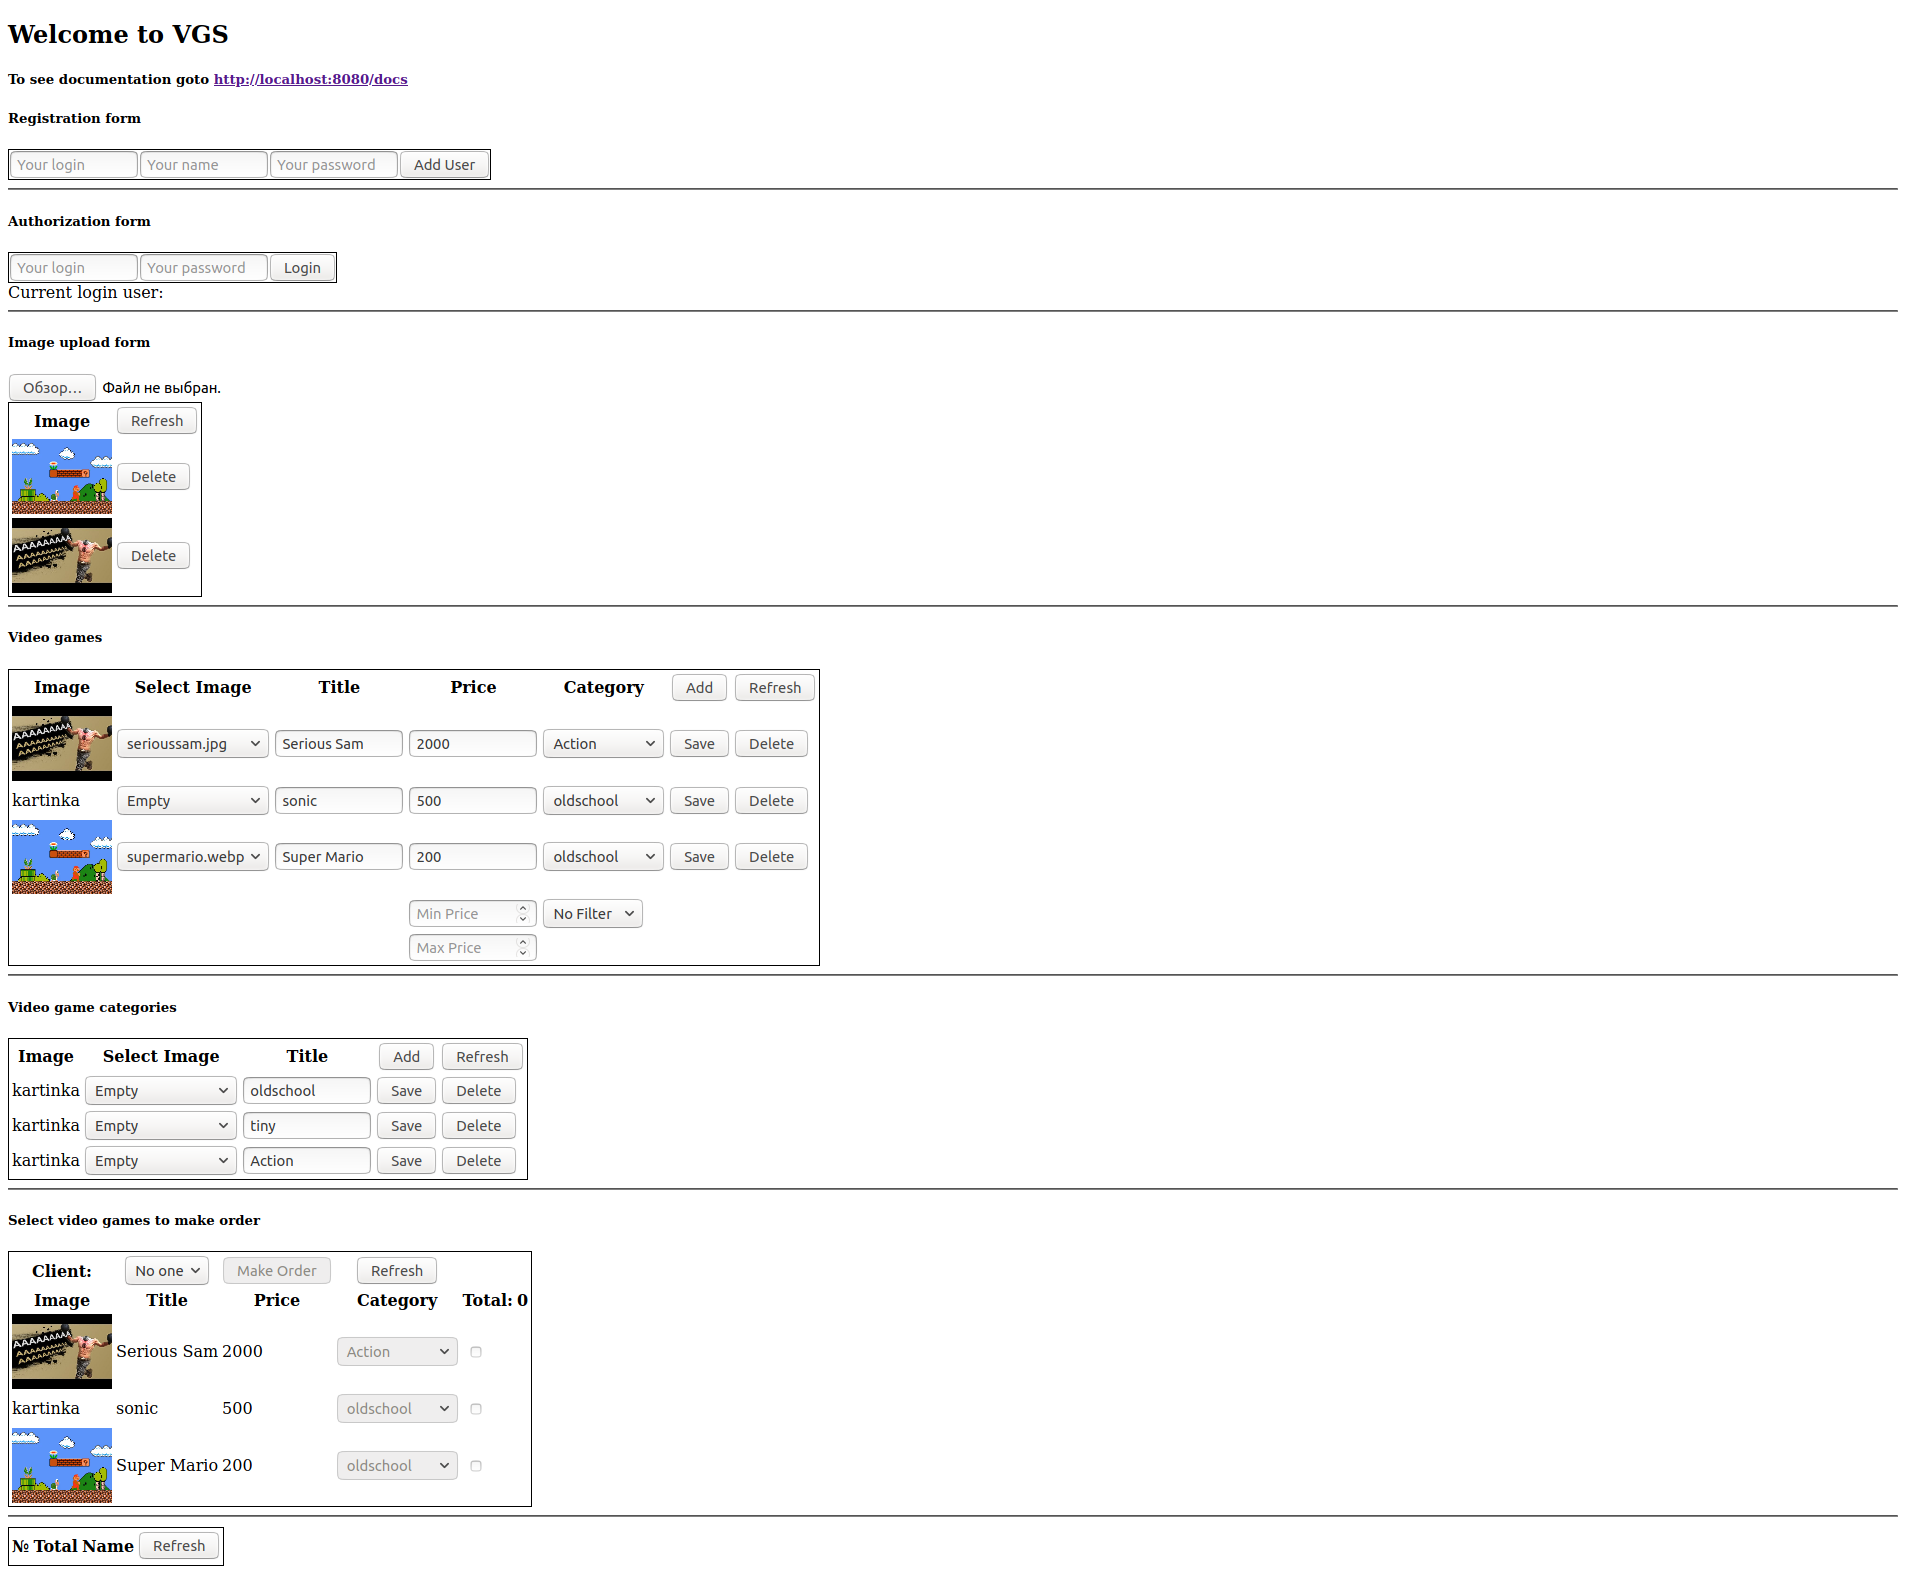 Welcome to VGS
To see documentation goto http://localhost:8080/docs
Registration form
Your login Your name Your password Add User
Authorization form
Your login Your password Login
Current login user:
Image upload form
Обзор… Файл не выбран.
Image Refresh
Delete
Delete
Video games
Image Select Image Title Price Category Add Refresh
serioussam.jpg Serious Sam 2000 Action Save Delete
kartinka Empty sonic 500 oldschool Save Delete
supermario.webp Super Mario 200 oldschool Save Delete
Min Price No Filter
Max Price
Video game categories
Image Select Image Title Add Refresh
kartinka Empty oldschool Save Delete
kartinka Empty tiny Save Delete
kartinka Empty Action Save Delete
Select video games to make order
Client: No one Make Order Refresh
Image Title Price Category Total: 0
Serious Sam 2000 Action
kartinka sonic 500 oldschool
Super Mario 200 oldschool
№ Total Name Refresh